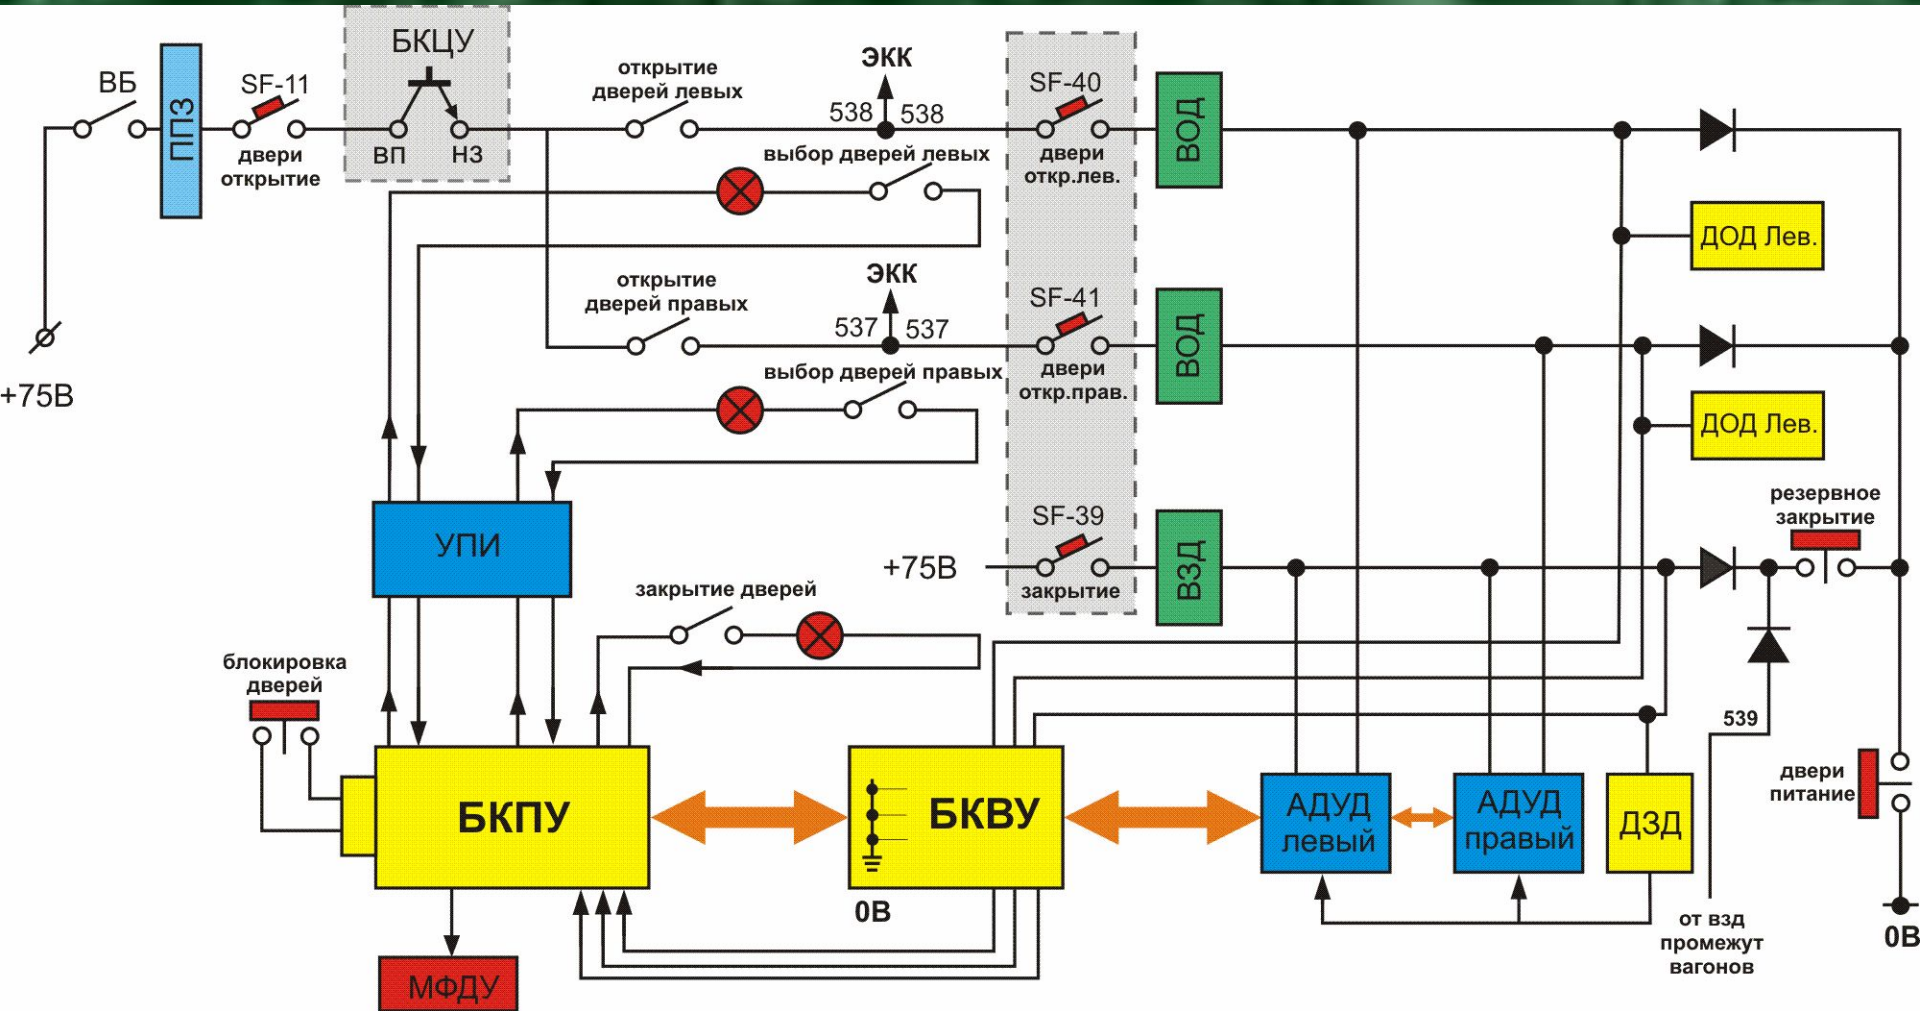 ВБ
ППЗ
SF-11
двери
открытие
БКЦУ
ВП
НЗ
открытие
дверей левых
ЭКК
538
538
SF-40
двери
откр.лев.
ВОД
выбор дверей левых
ДОД Лев.
+75В
открытие
дверей правых
ЭКК
537
537
SF-41
двери
откр.прав.
ВОД
выбор дверей правых
ДОД Лев.
резервное
закрытие
УПИ
+75В
SF-39
закрытие
ВЗД
закрытие дверей
блокировка
дверей
БКПУ
БКВУ
0В
АДУД
левый
АДУД
правый
ДЗД
539
двери
питание
от взд
промежут
вагонов
0В
МФДУ